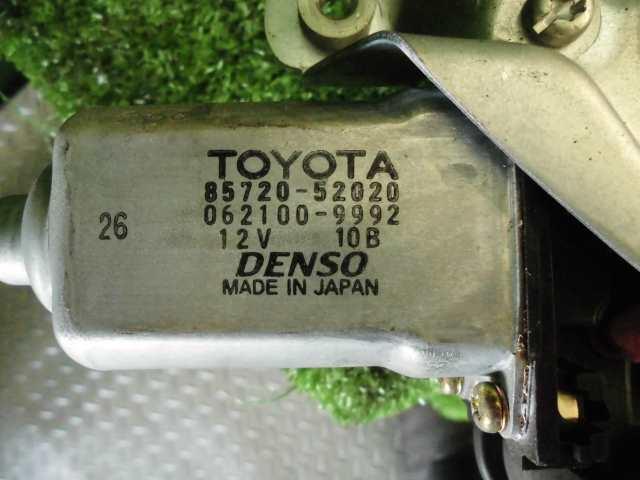 TOYOTA
85720-52020
26
062100-9992
12V 10B
DENSO
MADE IN JAPAN